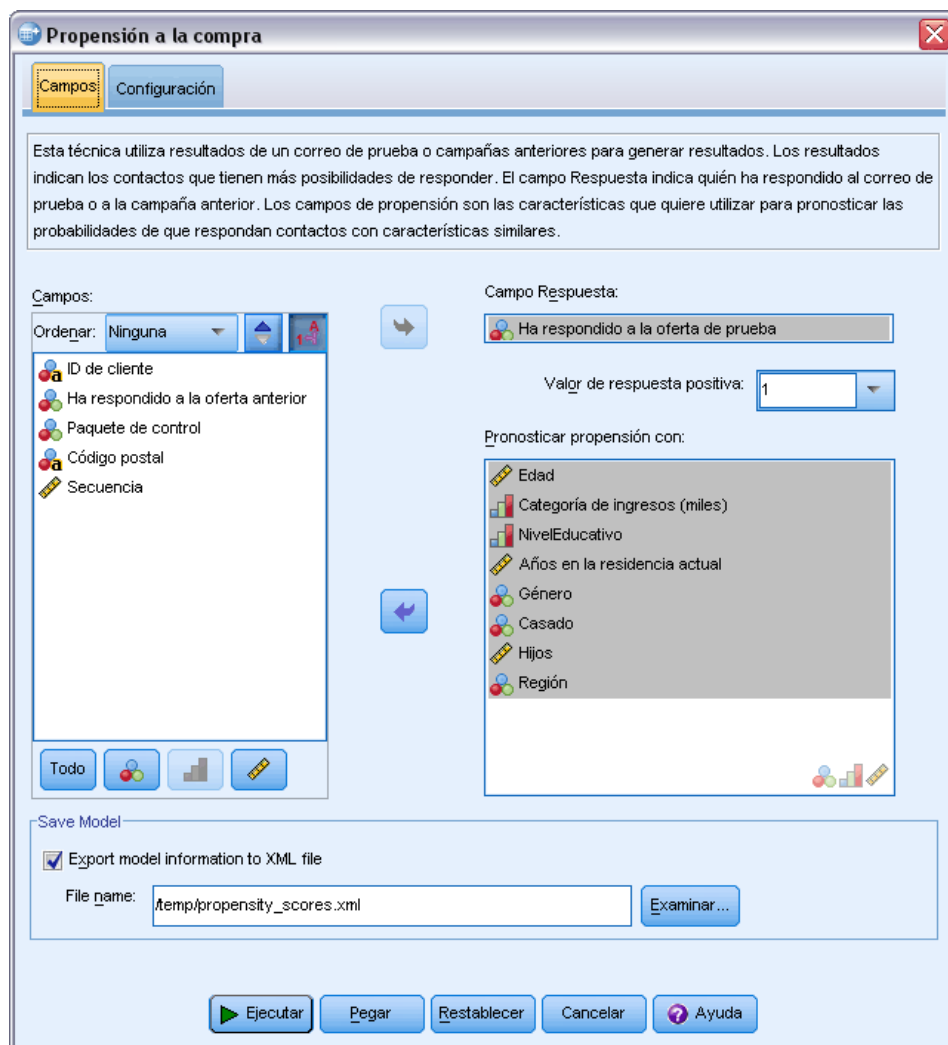 Propensión a la compra
Campos
Configuración
Esta técnica utiliza resultados de un correo de prueba o campañas anteriores para generar resultados. Los resultados
indican los contactos que tienen más posibilidades de responder. El campo Respuesta indica quién ha respondido al correo de
prueba o a la campaña anterior. Los campos de propensión son las características que quiere utilizar para pronosticar las
probabilidades de que respondan contactos con características similares.
Campos:
Ordenar: Ninguna
ID de cliente
Ha respondido a la oferta anterior
Paquete de control
Código postal
Secuencia
Todo
Campo Respuesta:
Ha respondido a la oferta de prueba
Valor de respuesta positiva: 1
Pronosticar propensión con:
Edad
Categoría de ingresos (miles)
NivelEducativo
Años en la residencia actual
Género
Casado
Hijos
Región
Save Model
Export model information to XML file
File name: /temp/propensity_scores.xml
Examinar...
Ejecutar
Pegar
Restablecer
Cancelar
Ayuda